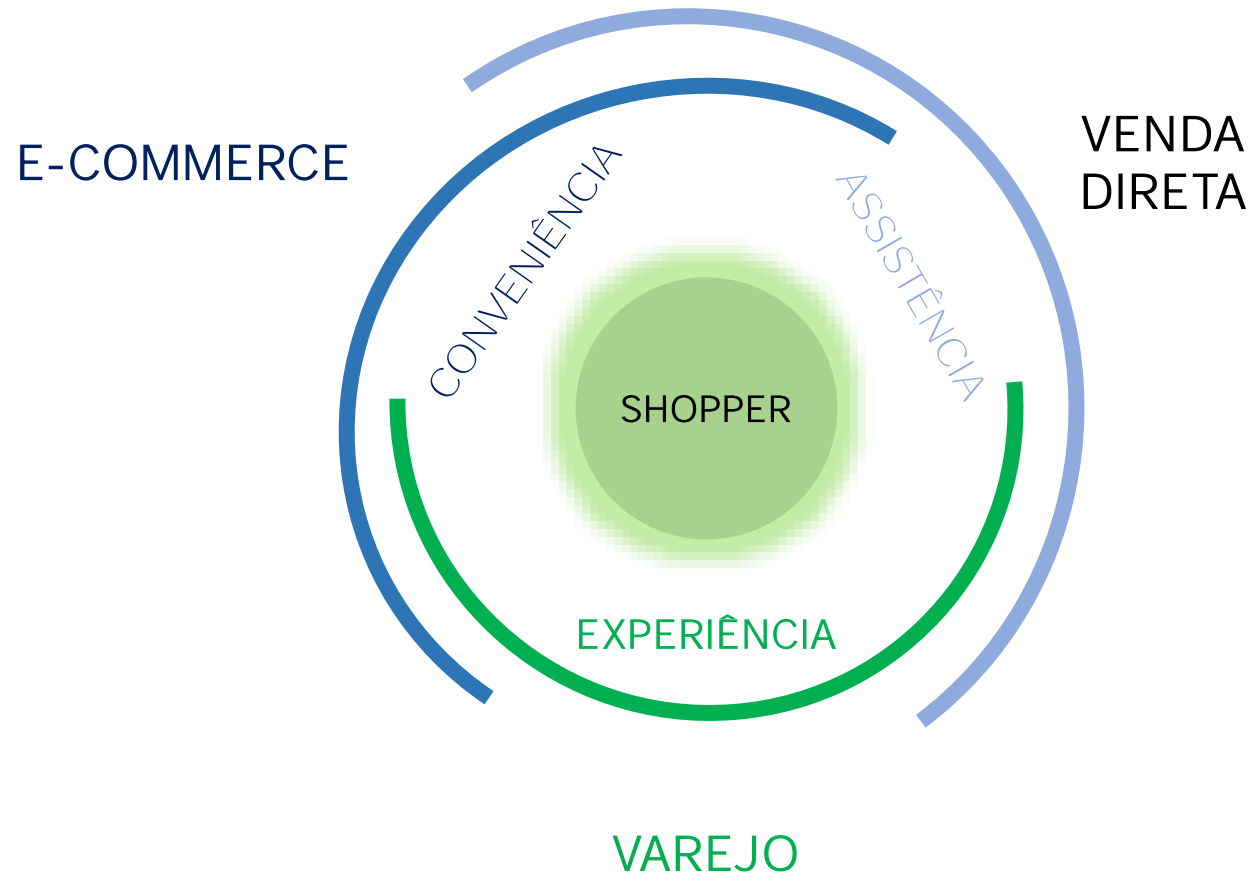 E-COMMERCE
VENDA
DIRETA
CONVENIÊNCIA
ASSISTÊNCIA
SHOPPER
EXPERIÊNCIA
VAREJO